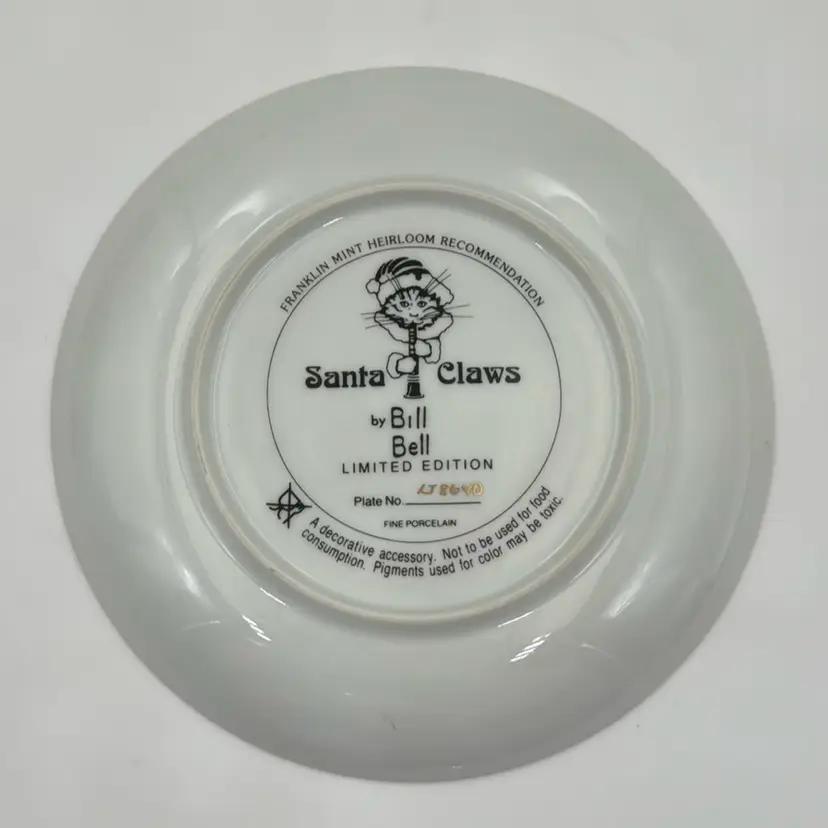 FRANKLIN MINT HEIRLOOM RECOMMENDATION
Santa Claws
by Bill
Bell
LIMITED EDITION
Plate No.
FINE PORCELAIN
A decorative accessory. Not to be used for food
consumption. Pigments used for color may be toxic.